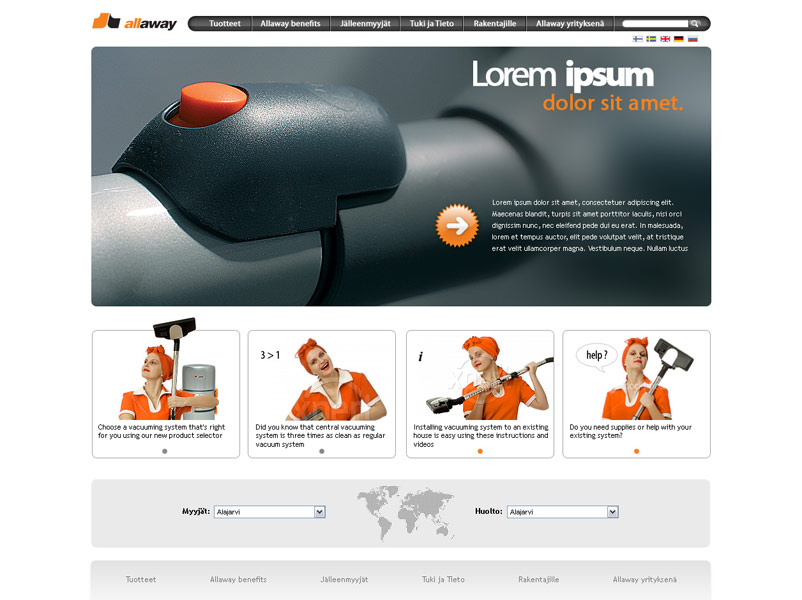 allaway
Tuotteet Allaway benefits Jälleenmyyjät Tuki ja Tieto Rakentajille Allaway yrityksenä
Lorem ipsum
dolor sit amet.
Lorem ipsum dolor sit amet, consectetuer adipiscing elit.
Maecenas blandit, turpis sit amet porttitor iaculis, nisi orci
dignissim nunc, nec eleifend pede dui eu erat. In malesuada,
lorem et tempus auctor, elit pede volutpat velit, at tristique
erat velit ullamcorper magna. Vestibulum neque. Nullam luctus
Choose a vacuuming system that's right
for you using our new product selector
3 > 1
Did you know that central vacuuming
system is three times as clean as regular
vacuum system
i
Installing vacuuming system to an existing
house is easy using these instructions and
videos
help ?
Do you need supplies or help with your
existing system?
Myyjät: Alajarvi
Huolto: Alajarvi
Tuotteet Allaway benefits Jälleenmyyjät Tuki ja Tieto Rakentajille Allaway yrityksenä